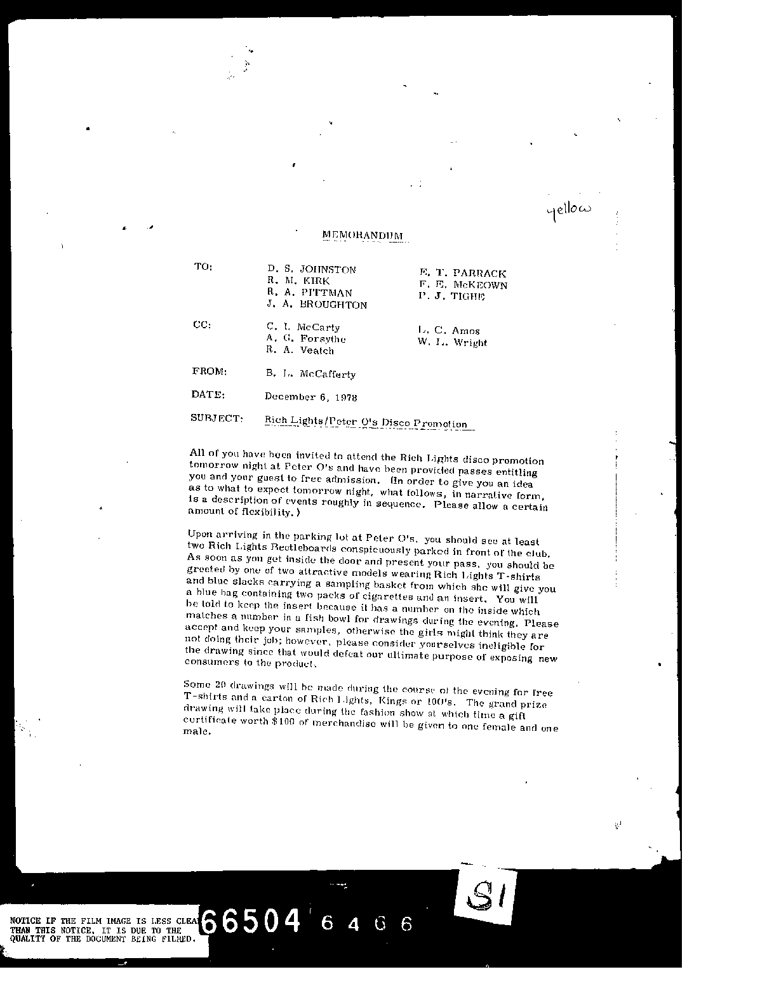 yellow
MEMORANDUM
TO: D. S. JOHNSTON E. T. PARRACK
R. M. KIRK F. E. McKEOWN
R. A. PITTMAN P. J. TIGHE
J. A. BROUGHTON
CC: C. I. McCarty L. C. Amos
A. G. Forsythe W. L. Wright
R. A. Veatch
FROM: B. L. McCafferty
DATE: December 6, 1978
SUBJECT: Rich Lights/Peter O's Disco Promotion
All of you have been invited to attend the Rich Lights disco promotion
tomorrow night at Peter O's and have been provided passes entitling
you and your guest to free admission. (In order to give you an idea
as to what to expect tomorrow night, what follows, in narrative form,
is a description of events roughly in sequence. Please allow a certain
amount of flexibility.)
Upon arriving in the parking lot at Peter O's, you should see at least
two Rich Lights Beetleboards conspicuously parked in front of the club.
As soon as you get inside the door and present your pass, you should be
greeted by one of two attractive models wearing Rich Lights T-shirts
and blue slacks carrying a sampling basket from which she will give you
a blue bag containing two packs of cigarettes and an insert. You will
be told to keep the insert because it has a number on the inside which
matches a number in a fish bowl for drawings during the evening. Please
accept and keep your samples, otherwise the girls might think they are
not doing their job; however, please consider yourselves ineligible for
the drawing since that would defeat our ultimate purpose of exposing new
consumers to the product.
Some 20 drawings will be made during the course of the evening for free
T-shirts and a carton of Rich Lights, Kings or 100's. The grand prize
drawing will take place during the fashion show at which time a gift
certificate worth $100 of merchandise will be given to one female and one
male.
S1
NOTICE IF THE FILM IMAGE IS LESS CLEA
THAN THIS NOTICE, IT IS DUE TO THE
QUALITY OF THE DOCUMENT BEING FILMED.
66504 6466